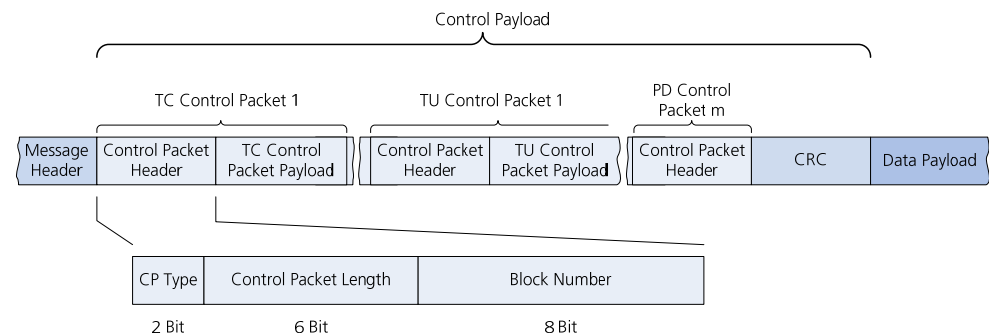 Control Payload
TC Control Packet 1
TU Control Packet 1
PD Control
Packet m
Message
Header
Control Packet
Header
TC Control
Packet Payload
Control Packet
Header
TU Control
Packet Payload
Control Packet
Header
CRC
Data Payload
CP Type
Control Packet Length
Block Number
2 Bit
6 Bit
8 Bit